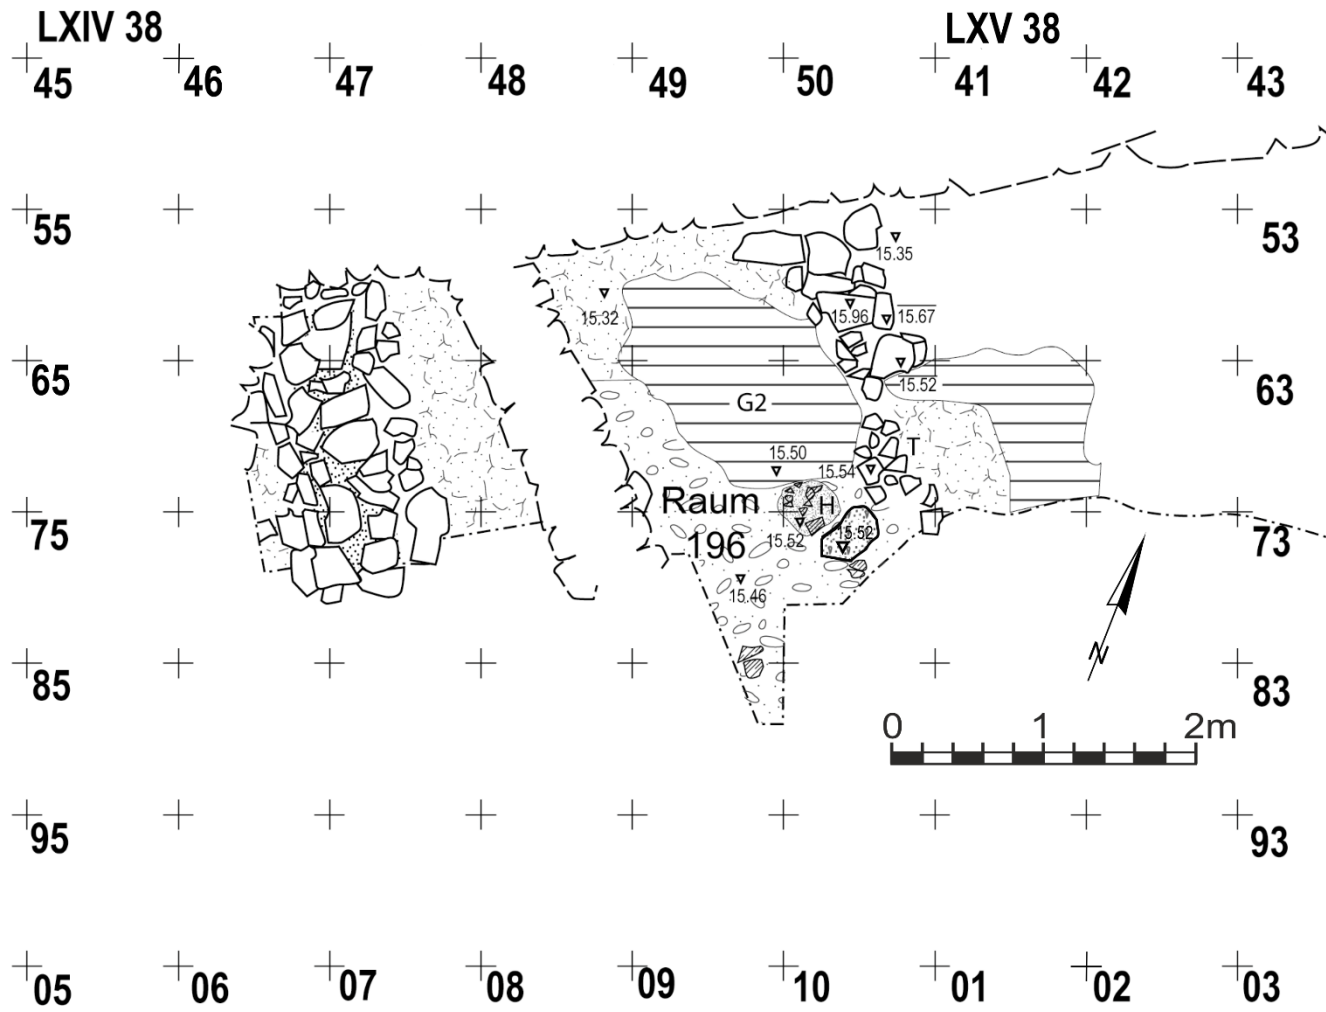 LXIV 38 LXV 38
45 46 47 48 49 50 41 42 43
55 53
15.35
15.32 15.96 15.67
65 15.52 63
G2
15.50 15.54 T
Raum H
75 196 15.52 15.52 73
15.46
N
85 83
0 1 2m
95 93
05 06 07 08 09 10 01 02 03